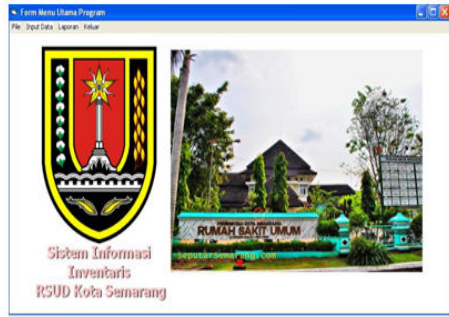 Form Menu Utama Program
File Input Data Laporan Keluar
RUMAH SAKIT UMUM
seputarsemarang.com
Sistem Informasi
Inventaris
RSUD Kota Semarang